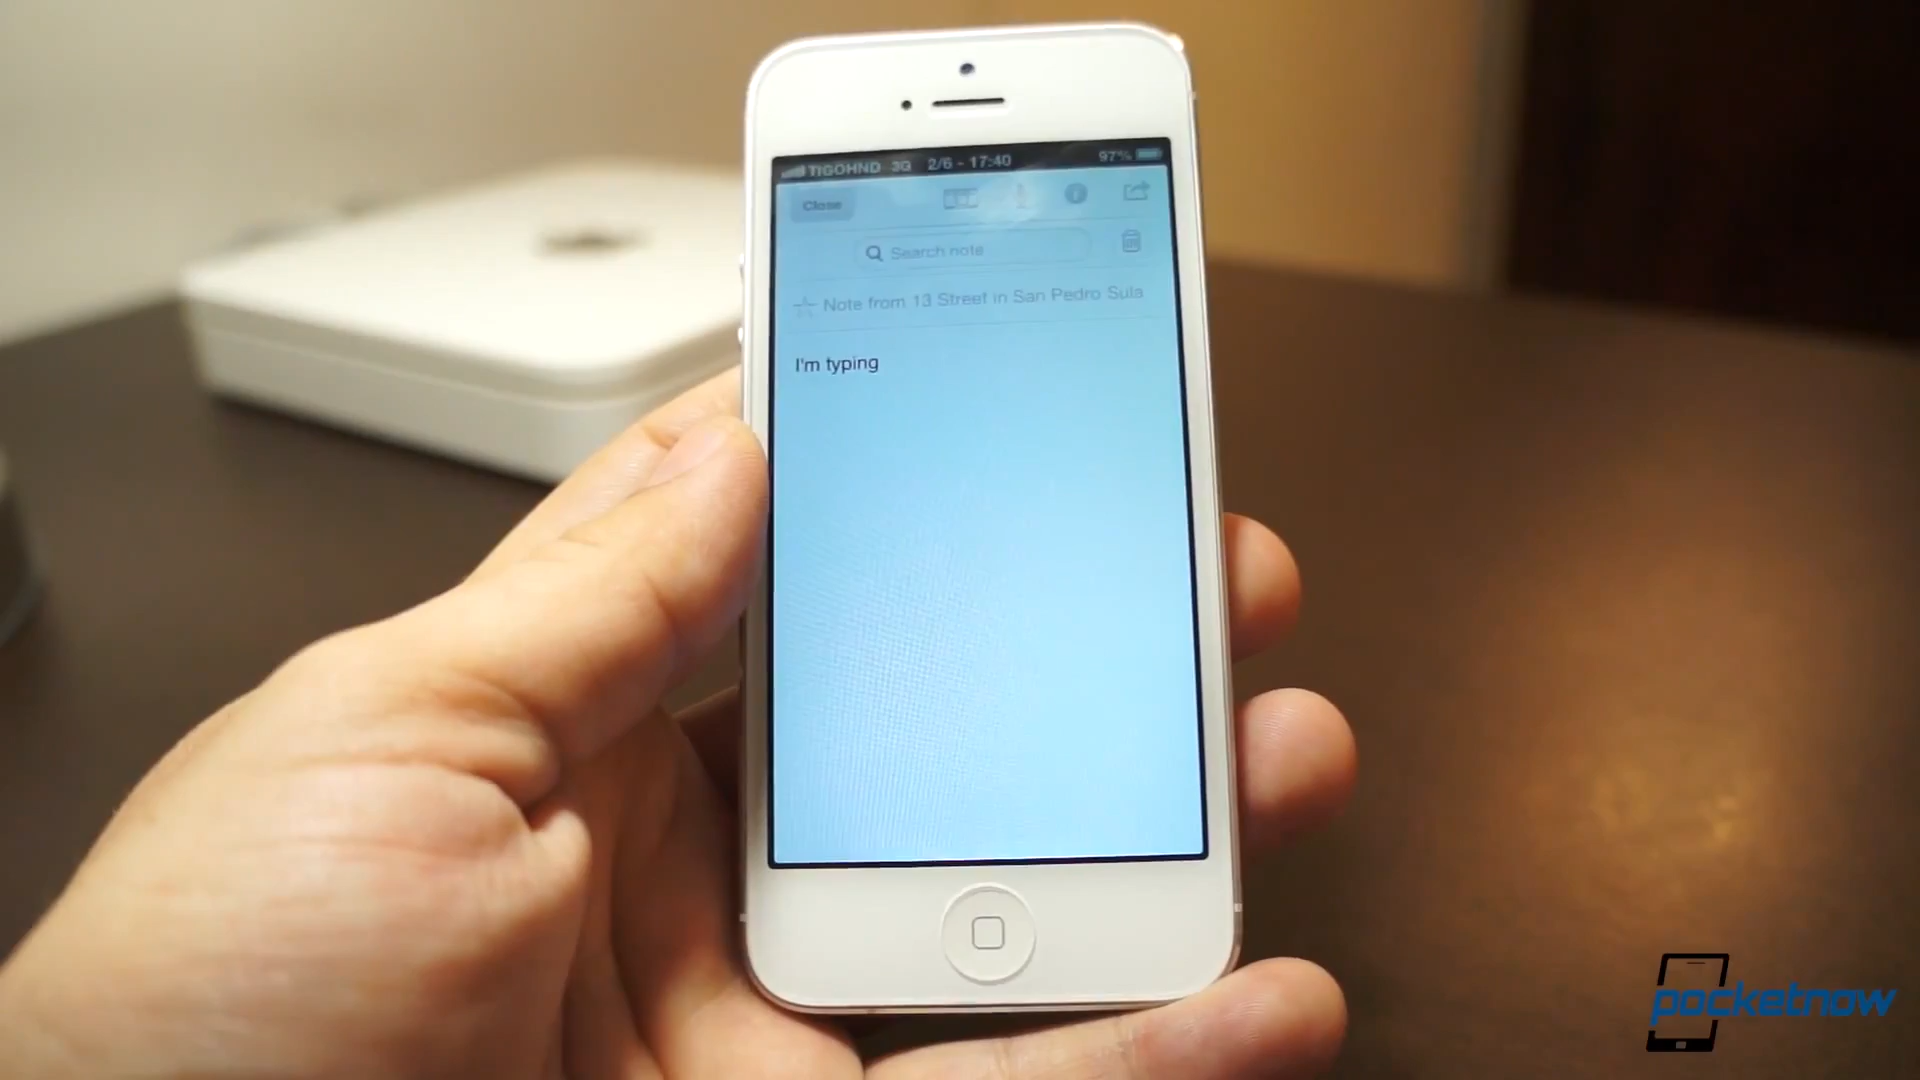 TIGOHND 3G 2/6 - 17:40 97%
Close
Search note
Note from 13 Street in San Pedro Sula
I'm typing
pocketnow